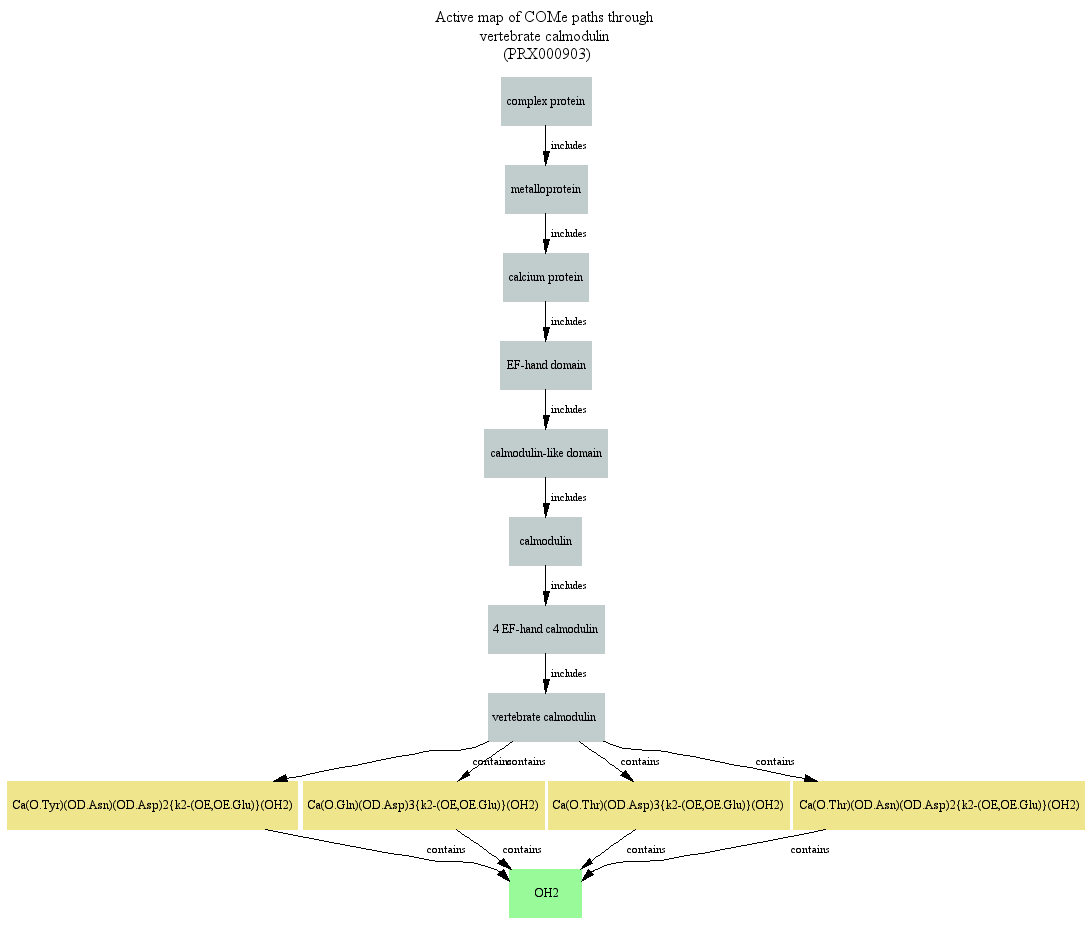 Active map of COMe paths through
vertebrate calmodulin
(PRX000903)
complex protein
includes
metalloprotein
includes
calcium protein
includes
EF-hand domain
includes
calmodulin-like domain
includes
calmodulin
includes
4 EF-hand calmodulin
includes
vertebrate calmodulin
contains contains contains contains
Ca(O.Tyr)(OD.Asn)(OD.Asp)2{k2-(OE,OE.Glu)}(OH2) Ca(O.Gln)(OD.Asp)3{k2-(OE,OE.Glu)}(OH2) Ca(O.Thr)(OD.Asp)3{k2-(OE,OE.Glu)}(OH2) Ca(O.Thr)(OD.Asn)(OD.Asp)2{k2-(OE,OE.Glu)}(OH2)
contains contains contains contains
OH2